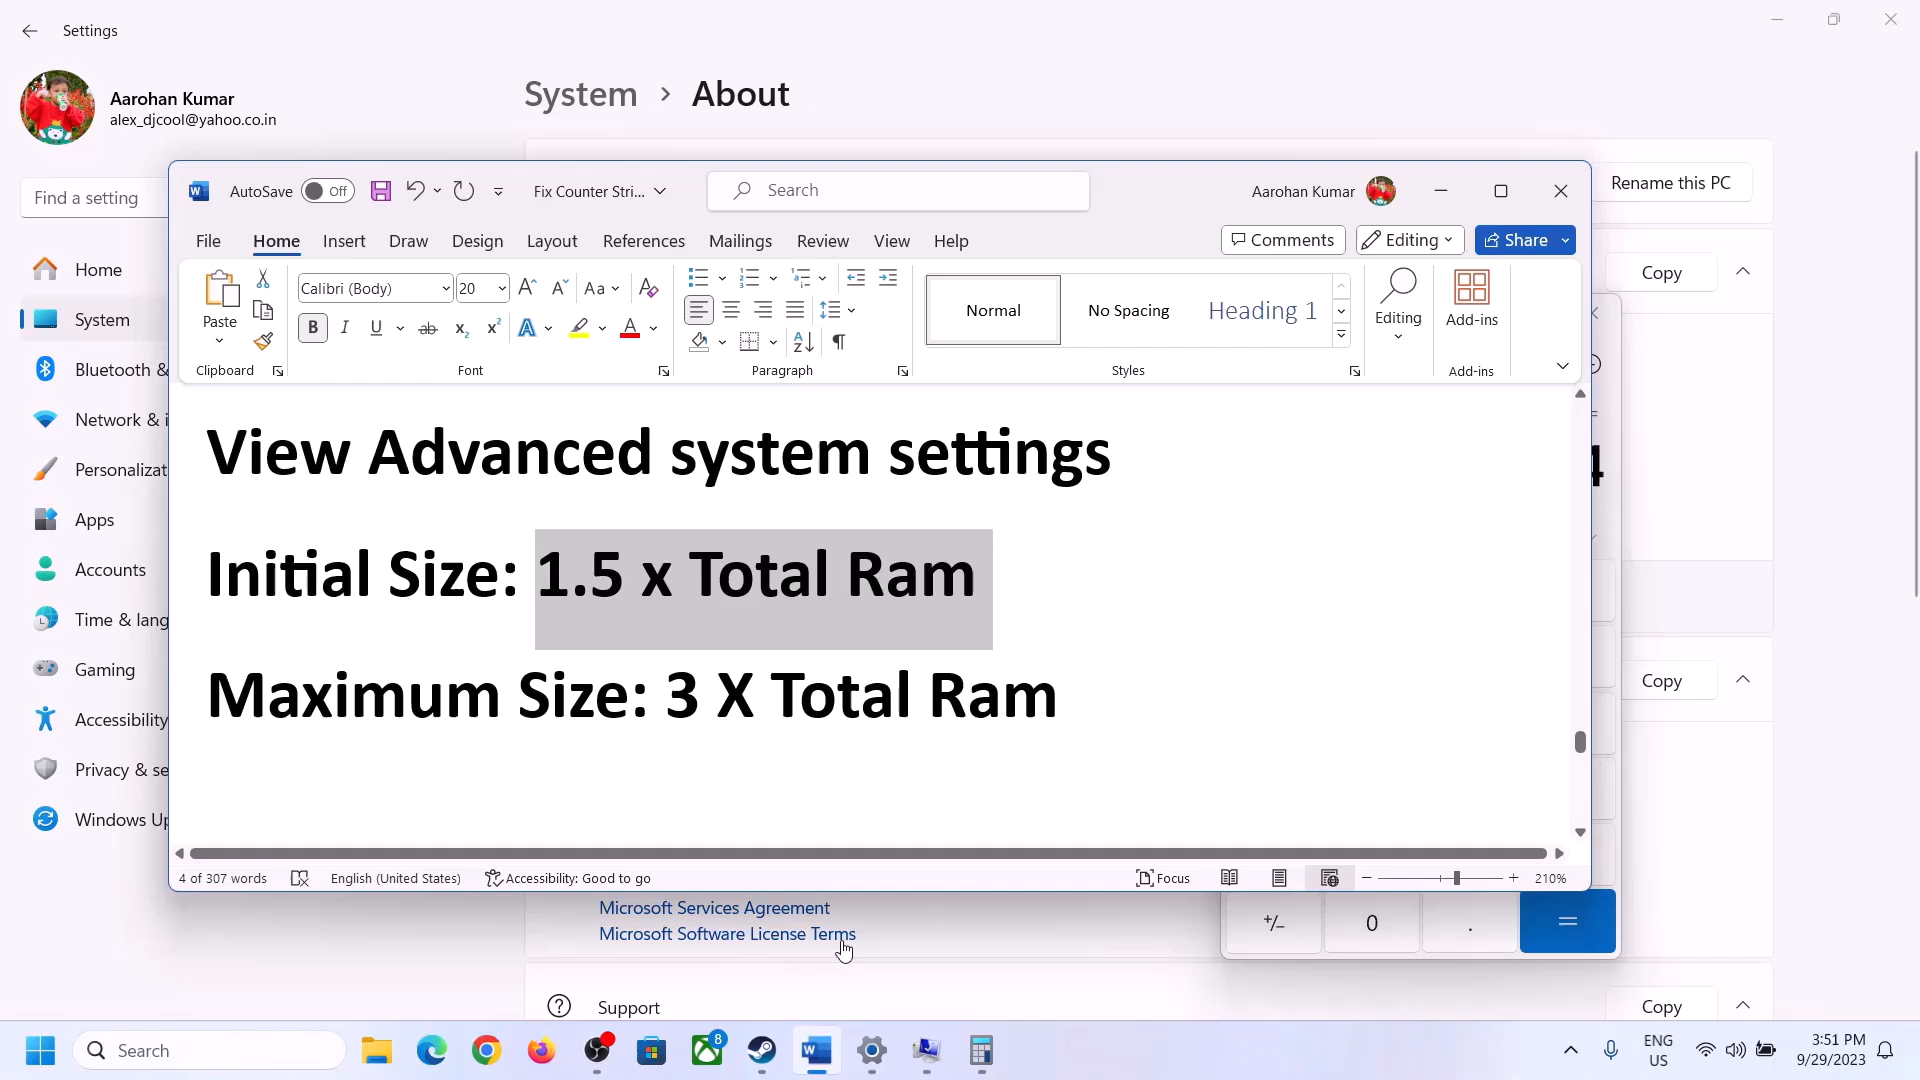 Settings
Aarohan Kumar
alex_djcool@yahoo.co.in
System > About
Find a setting
Rename this PC
AutoSave Off
Fix Counter Stri...
Search
Aarohan Kumar
File Home Insert Draw Design Layout References Mailings Review View Help
Comments Editing Share
Home
System
Bluetooth &
Network & i
Personalizat
Apps
Accounts
Time & lang
Gaming
Accessibility
Privacy & se
Windows Up
Paste
Calibri (Body) 20
Normal
No Spacing
Heading 1
Editing
Add-ins
Clipboard Font Paragraph Styles Add-ins
Copy
View Advanced system settings
Initial Size: 1.5 x Total Ram
Maximum Size: 3 X Total Ram
Copy
4 of 307 words English (United States) Accessibility: Good to go Focus 210%
Microsoft Services Agreement
Microsoft Software License Terms
+/- 0 . =
Support
Copy
Search
8
ENG
US
3:51 PM
9/29/2023